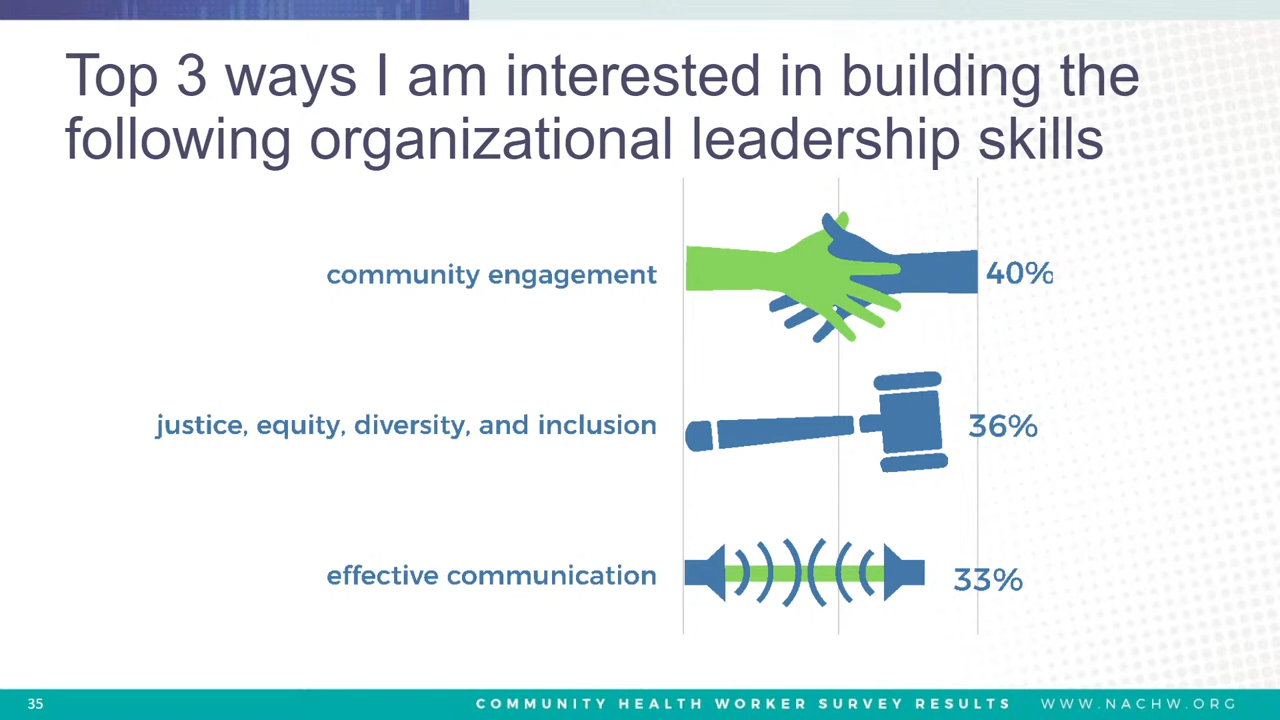 Top 3 ways I am interested in building the
following organizational leadership skills
community engagement 40%
justice, equity, diversity, and inclusion 36%
effective communication 33%
35 COMMUNITY HEALTH WORKER SURVEY RESULTS WWW.NACHW.ORG